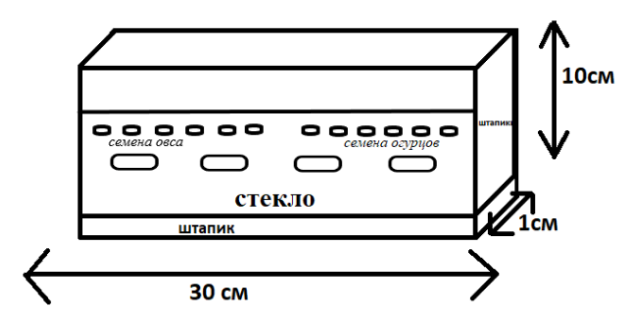 10см
штапик
семена овса
семена огурцов
стекло
1см
штапик
30 см